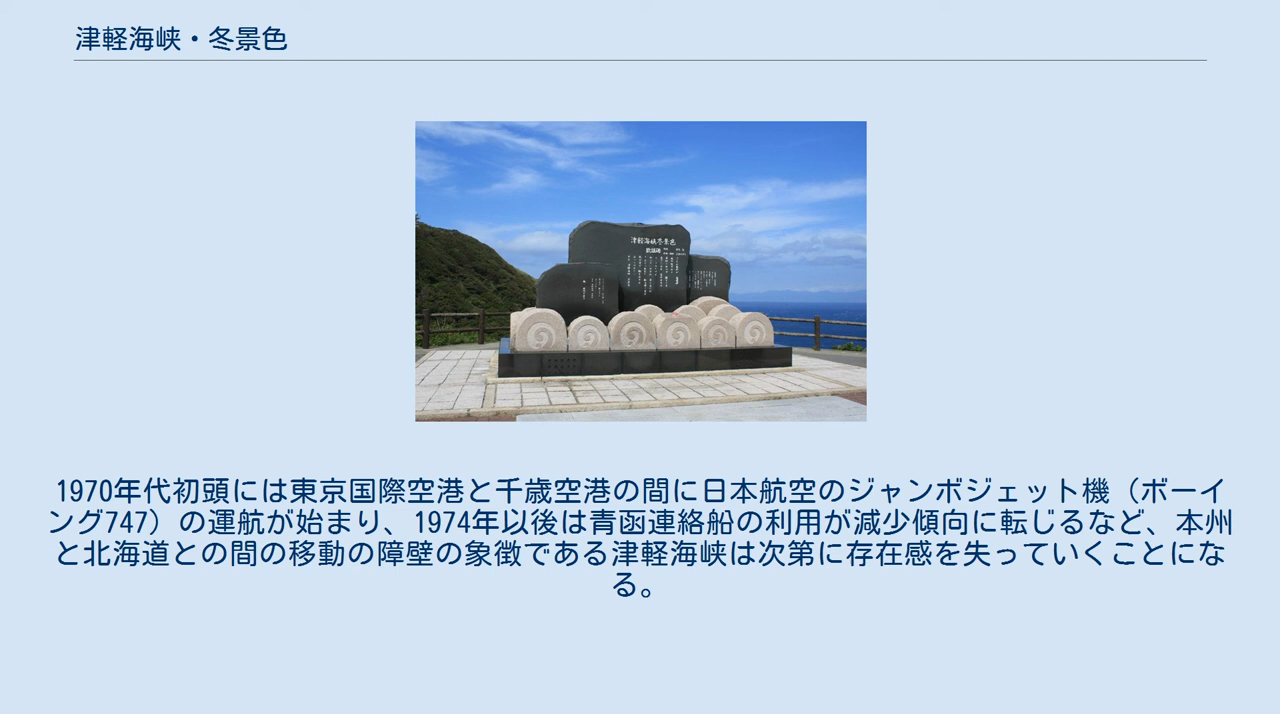 津軽海峡・冬景色
津軽海峡冬景色
歌謡碑
1970年代初頭には東京国際空港と千歳空港の間に日本航空のジャンボジェット機（ボーイ
ング747）の運航が始まり、1974年以後は青函連絡船の利用が減少傾向に転じるなど、本州
と北海道との間の移動の障壁の象徴である津軽海峡は次第に存在感を失っていくことにな
る。